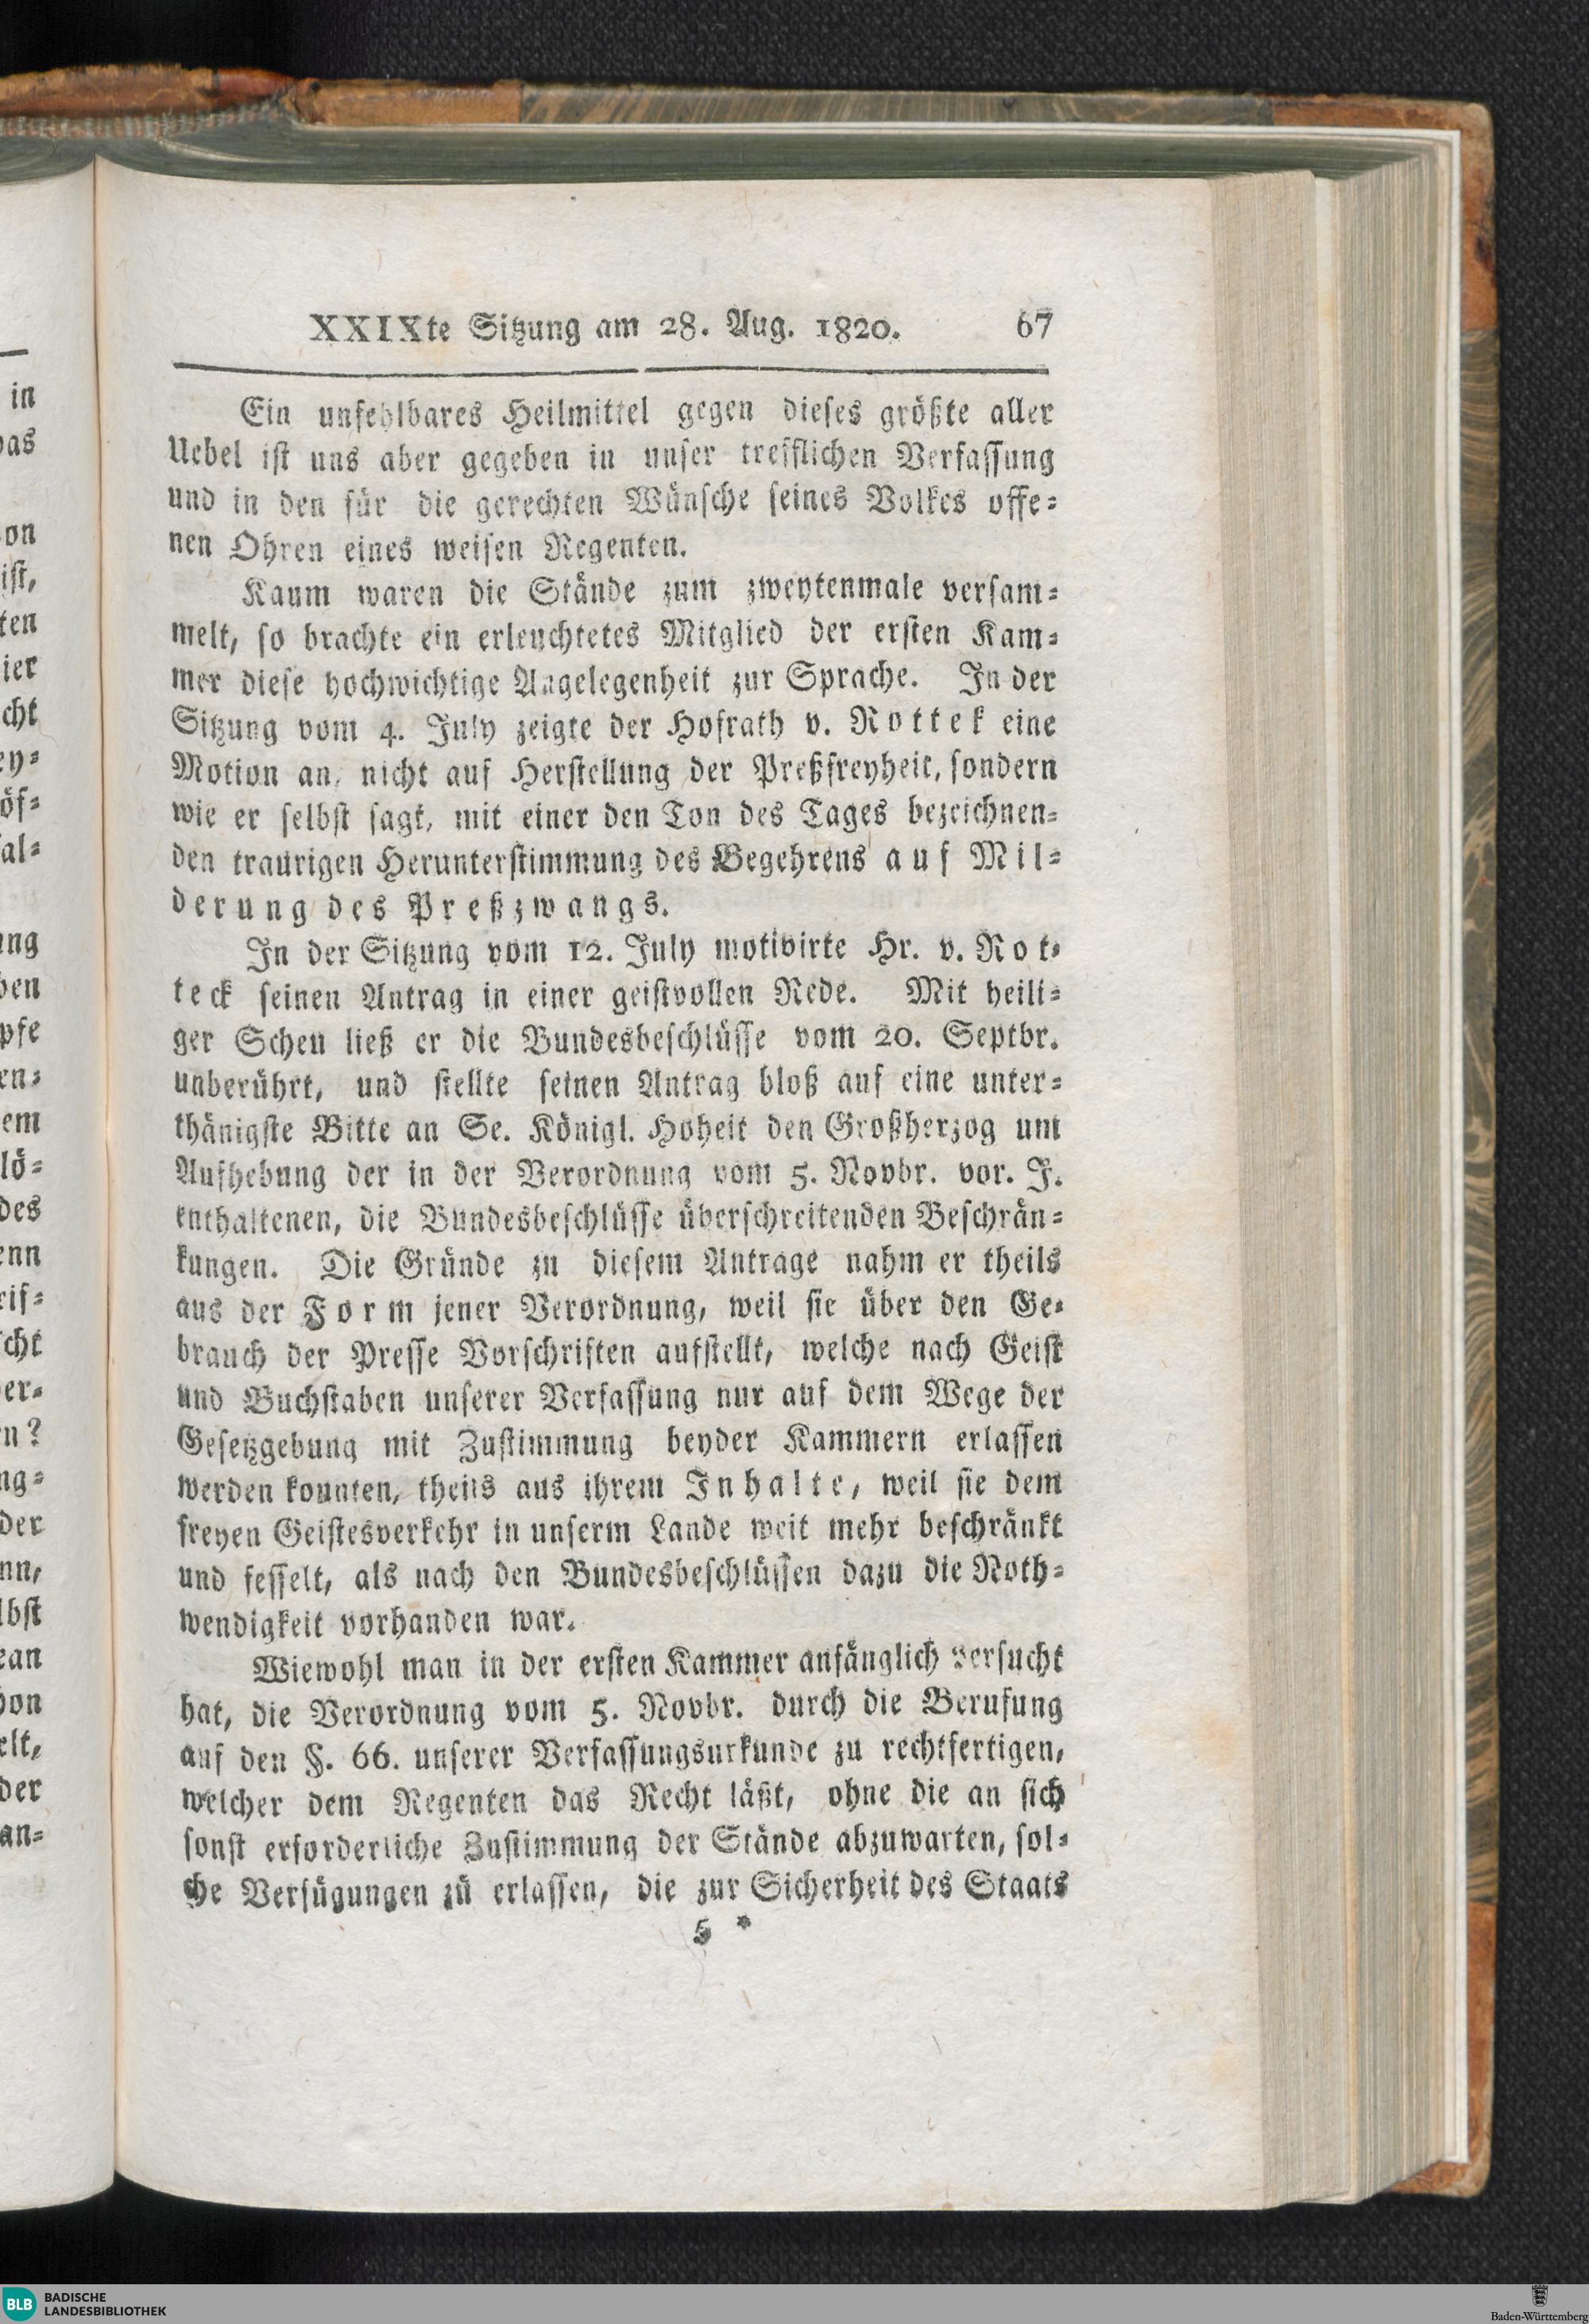 XXIXte Sitzung am 28. Aug. 1820. 67
Ein unfehlbares Heilmittel gegen dieses größte aller
Uebel ist uns aber gegeben in unser trefflichen Verfassung
und in den für die gerechten Wünsche seines Volkes offe-
nen Ohren eines weisen Regenten.
Kaum waren die Stände zum zweytenmale versam-
melt, so brachte ein erleuchtetes Mitglied der ersten Kam-
mer diese hochwichtige Angelegenheit zur Sprache. In der
Sitzung vom 4. July zeigte der Hofrath v. Rottek eine
Motion an, nicht auf Herstellung der Preßfreyheit, sondern
wie er selbst sagt, mit einer den Ton des Tages bezeichnen-
den traurigen Herunterstimmung des Begehrens auf Mil-
derung des Preßzwangs.
In der Sitzung vom 12. July motivirte Hr. v. Rot-
teck seinen Antrag in einer geistvollen Rede. Mit heili-
ger Scheu ließ er die Bundesbeschlüsse vom 20. Septbr.
unberührt, und stellte seinen Antrag bloß auf eine unter-
thänigste Bitte an Se. Königl. Hoheit den Großherzog um
Aufhebung der in der Verordnung vom 5. Novbr. vor. J.
enthaltenen, die Bundesbeschlüsse überschreitenden Beschrän-
kungen. Die Gründe zu diesem Antrage nahm er theils
aus der Form jener Verordnung, weil sie über den Ge-
brauch der Presse Vorschriften aufstellt, welche nach Geist
und Buchstaben unserer Verfassung nur auf dem Wege der
Gesetzgebung mit Zustimmung beyder Kammern erlassen
werden konnten, theils aus ihrem Inhalte, weil sie dem
freyen Geistesverkehr in unserm Lande weit mehr beschränkt
und fesselt, als nach den Bundesbeschlüssen dazu die Noth-
wendigkeit vorhanden war.
Wiewohl man in der ersten Kammer anfänglich versucht
hat, die Verordnung vom 5. Novbr. durch die Berufung
auf den §. 66. unserer Verfassungsurkunde zu rechtfertigen,
welcher dem Regenten das Recht läßt, ohne die an sich
sonst erforderliche Zustimmung der Stände abzuwarten, sol-
che Verfügungen zu erlassen, die zur Sicherheit des Staats
5 *
BLB BADISCHE
LANDESBIBLIOTHEK
Baden-Württemberg